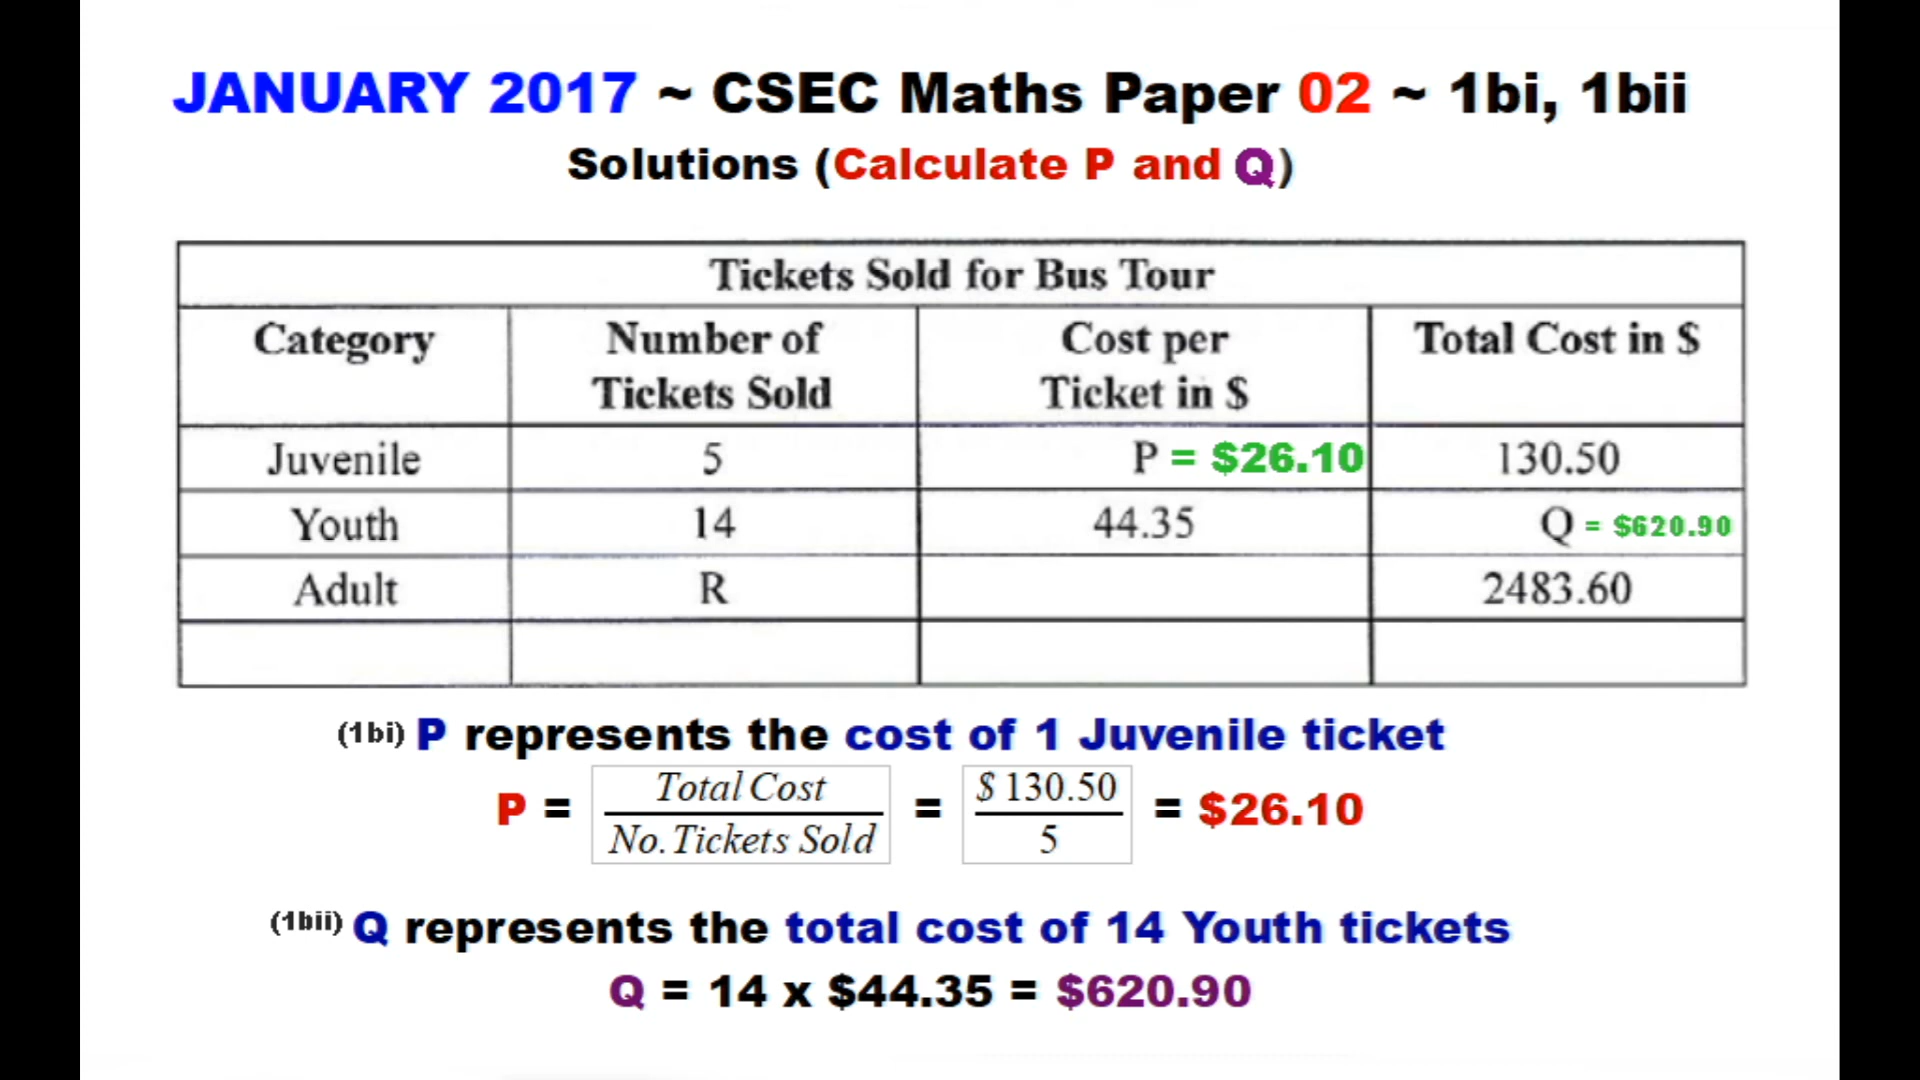 JANUARY 2017 ~ CSEC Maths Paper 02 ~ 1bi, 1bii
Solutions (Calculate P and Q)
Tickets Sold for Bus Tour
Category
Number of
Tickets Sold
Cost per
Ticket in $
Total Cost in $
Juvenile 5 P = $26.10 130.50
Youth 14 44.35 Q = $620.90
Adult R 2483.60
(1bi) P represents the cost of 1 Juvenile ticket
P = Total Cost / No. Tickets Sold = $ 130.50 / 5 = $26.10
(1bii) Q represents the total cost of 14 Youth tickets
Q = 14 x $44.35 = $620.90